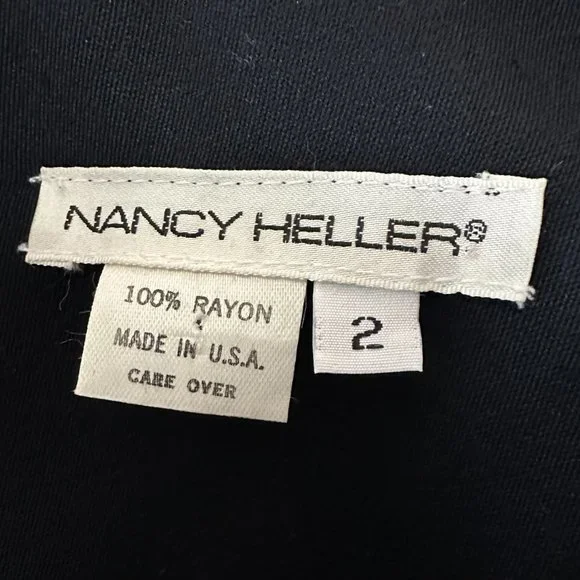 NANCY HELLER®
100% RAYON
MADE IN U.S.A.
CARE OVER
2